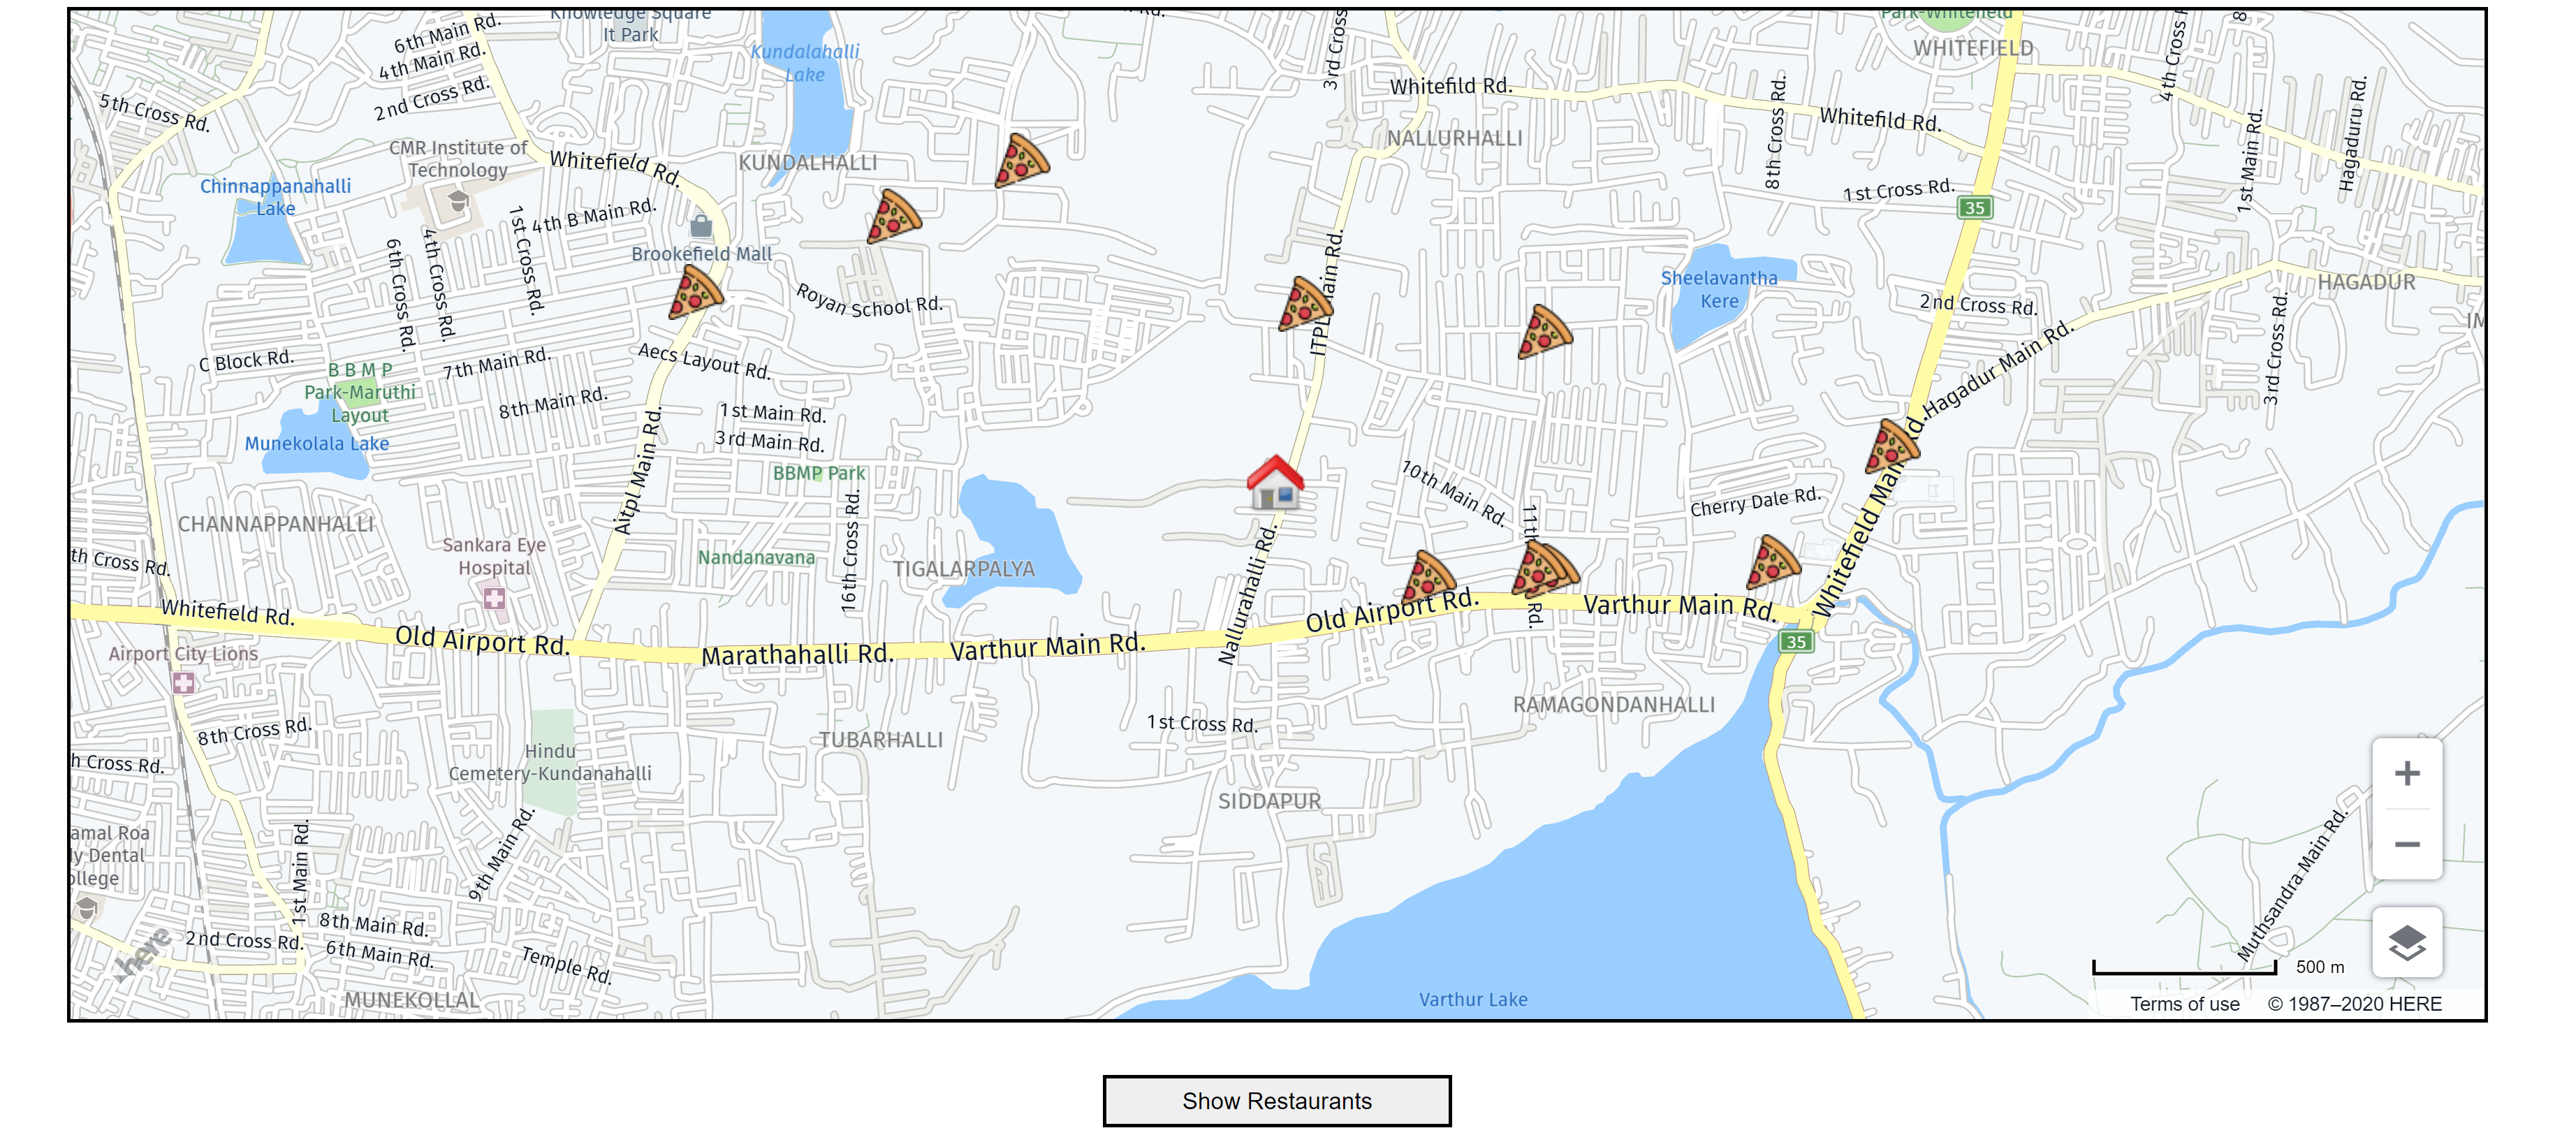 Knowledge Square
It Park
6th Main Rd.
4th Main Rd.
2nd Cross Rd.
5th Cross Rd.
Kundalahalli
Lake
3rd Cross
Whitefild Rd.
Park-Whitefield
WHITEFIELD
4th Cross
Hagaduru Rd.
1st Main Rd.
8th Cross Rd.
Whitefild Rd.
NALLURHALLI
CMR Institute of
Technology
Whitefield Rd.
KUNDALHALLI
Chinnappanahalli
Lake
4th B Main Rd.
1st Cross Rd.
1st Cross Rd.
35
4th Cross Rd.
6th Cross Rd.
Brookefield Mall
Royan School Rd.
ITPL Main Rd.
Sheelavantha
Kere
2nd Cross Rd.
HAGADUR
3rd Cross Rd.
Hagadur Main Rd.
C Block Rd.
B B M P
Park-Maruthi
Layout
7th Main Rd.
8th Main Rd.
Aecs Layout Rd.
1st Main Rd.
3rd Main Rd.
Munekolala Lake
BBMP Park
Aitpl Main Rd.
16th Cross Rd.
10th Main Rd.
11th
Rd.
Cherry Dale Rd.
Whitefield Main Rd.
CHANNAPPANHALLI
Sankara Eye
Hospital
Nandanavana
TIGALARPALYA
Nallurahalli Rd.
th Cross Rd.
Whitefield Rd.
Old Airport Rd.
Marathahalli Rd.
Varthur Main Rd.
Old Airport Rd.
Varthur Main Rd.
35
Airport City Lions
8th Cross Rd.
h Cross Rd.
Hindu
Cemetery-Kundanahalli
TUBARHALLI
1st Cross Rd.
RAMAGONDANHALLI
SIDDAPUR
amal Roa
ly Dental
ollege
1st Main Rd.
9th Main Rd.
8th Main Rd.
2nd Cross Rd.
6th Main Rd.
Temple Rd.
here
MUNEKOLLAL
Varthur Lake
Muthsandra Main Rd.
+
−
500 m
Terms of use © 1987–2020 HERE
Show Restaurants